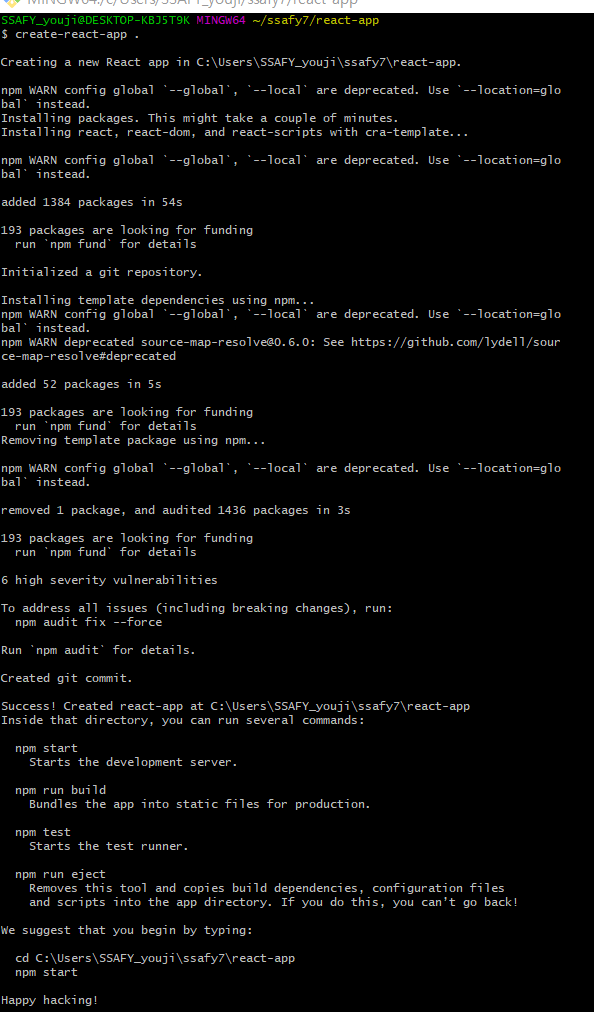 MINGW64:/c/Users/SSAFY_youji/ssafy7/react-app
SSAFY_youji@DESKTOP-KBJ5T9K MINGW64 ~/ssafy7/react-app
$ create-react-app .
Creating a new React app in C:\Users\SSAFY_youji\ssafy7\react-app.
npm WARN config global `--global`, `--local` are deprecated. Use `--location=glo
bal` instead.
Installing packages. This might take a couple of minutes.
Installing react, react-dom, and react-scripts with cra-template...
npm WARN config global `--global`, `--local` are deprecated. Use `--location=glo
bal` instead.
added 1384 packages in 54s
193 packages are looking for funding
run `npm fund` for details
Initialized a git repository.
Installing template dependencies using npm...
npm WARN config global `--global`, `--local` are deprecated. Use `--location=glo
bal` instead.
npm WARN deprecated source-map-resolve@0.6.0: See https://github.com/lydell/sour
ce-map-resolve#deprecated
added 52 packages in 5s
193 packages are looking for funding
run `npm fund` for details
Removing template package using npm...
npm WARN config global `--global`, `--local` are deprecated. Use `--location=glo
bal` instead.
removed 1 package, and audited 1436 packages in 3s
193 packages are looking for funding
run `npm fund` for details
6 high severity vulnerabilities
To address all issues (including breaking changes), run:
npm audit fix --force
Run `npm audit` for details.
Created git commit.
Success! Created react-app at C:\Users\SSAFY_youji\ssafy7\react-app
Inside that directory, you can run several commands:
npm start
Starts the development server.
npm run build
Bundles the app into static files for production.
npm test
Starts the test runner.
npm run eject
Removes this tool and copies build dependencies, configuration files
and scripts into the app directory. If you do this, you can’t go back!
We suggest that you begin by typing:
cd C:\Users\SSAFY_youji\ssafy7\react-app
npm start
Happy hacking!